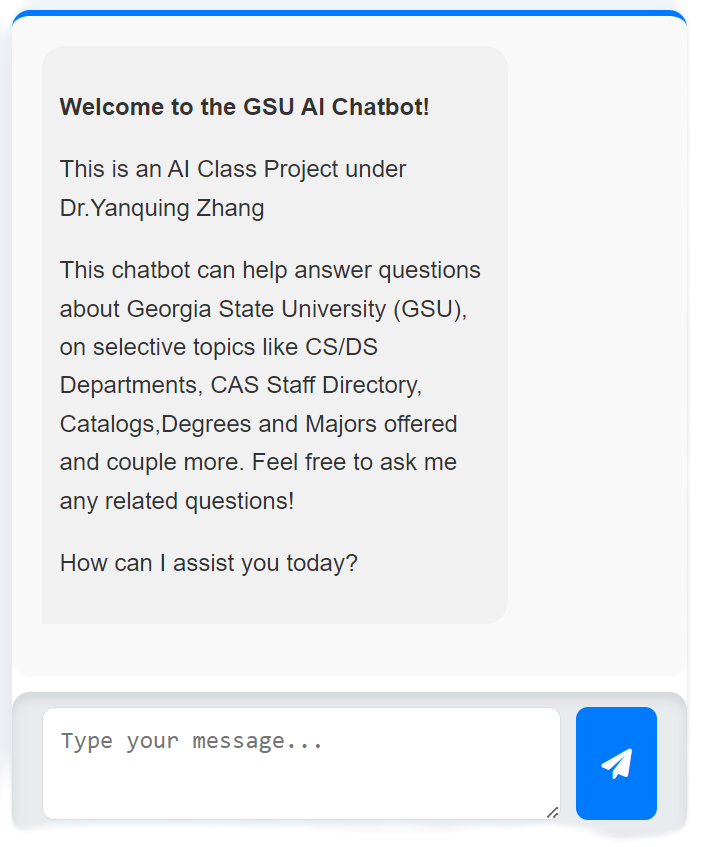 Welcome to the GSU AI Chatbot!
This is an AI Class Project under
Dr.Yanquing Zhang
This chatbot can help answer questions
about Georgia State University (GSU),
on selective topics like CS/DS
Departments, CAS Staff Directory,
Catalogs,Degrees and Majors offered
and couple more. Feel free to ask me
any related questions!
How can I assist you today?
Type your message...